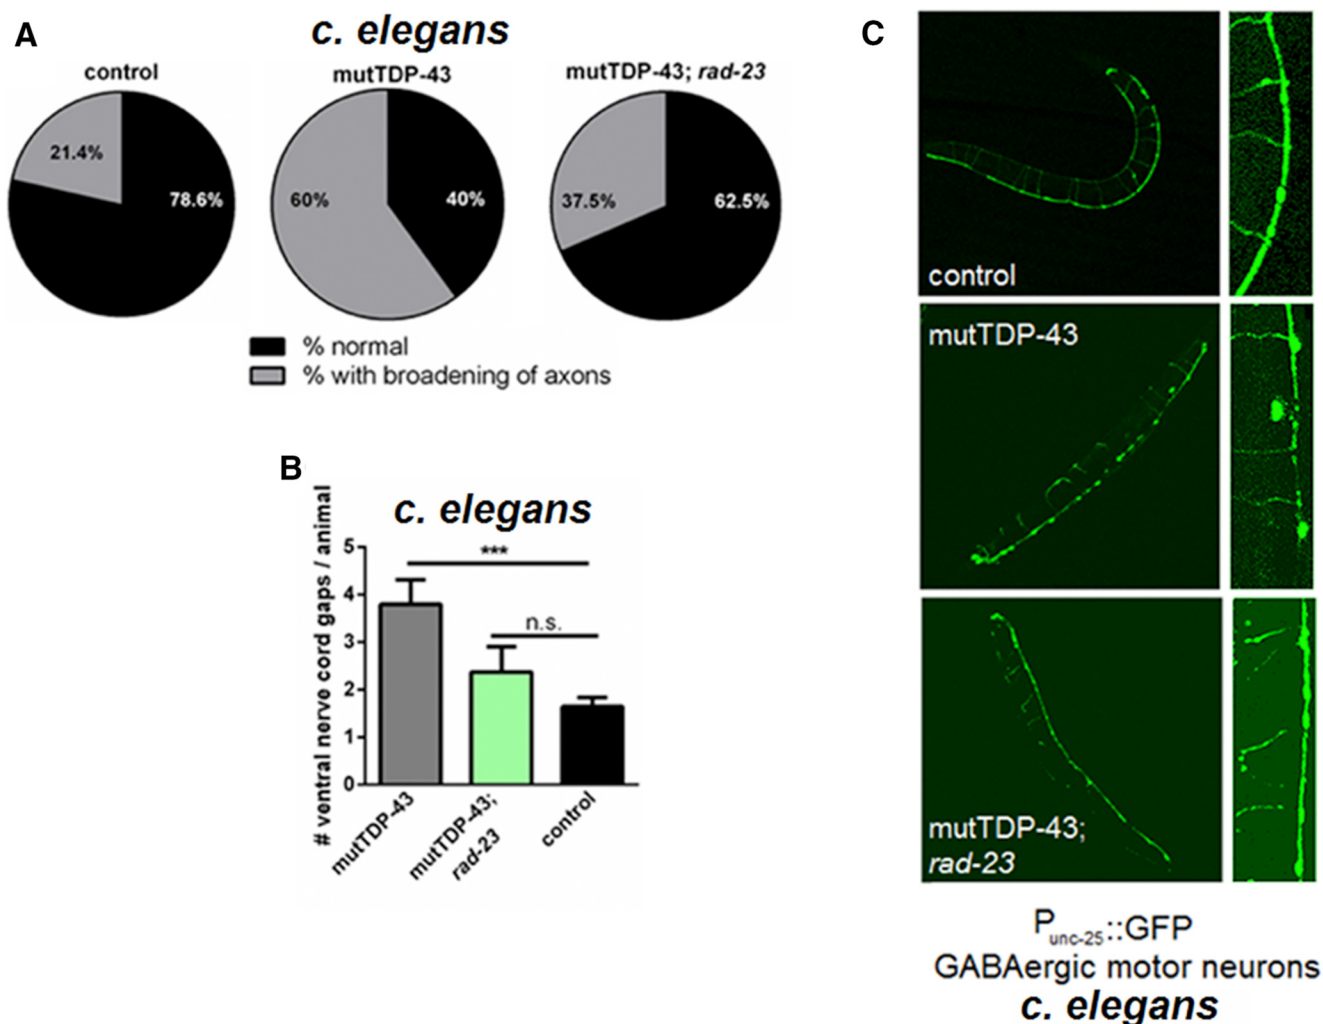 A
c. elegans
control
mutTDP-43
mutTDP-43; rad-23
21.4%
78.6%
60%
40%
37.5%
62.5%
% normal
% with broadening of axons
B
c. elegans
# ventral nerve cord gaps / animal
5
4
3
2
1
0
***
n.s.
mutTDP-43
mutTDP-43;
rad-23
control
C
control
mutTDP-43
mutTDP-43;
rad-23
Punc-25::GFP
GABAergic motor neurons
c. elegans